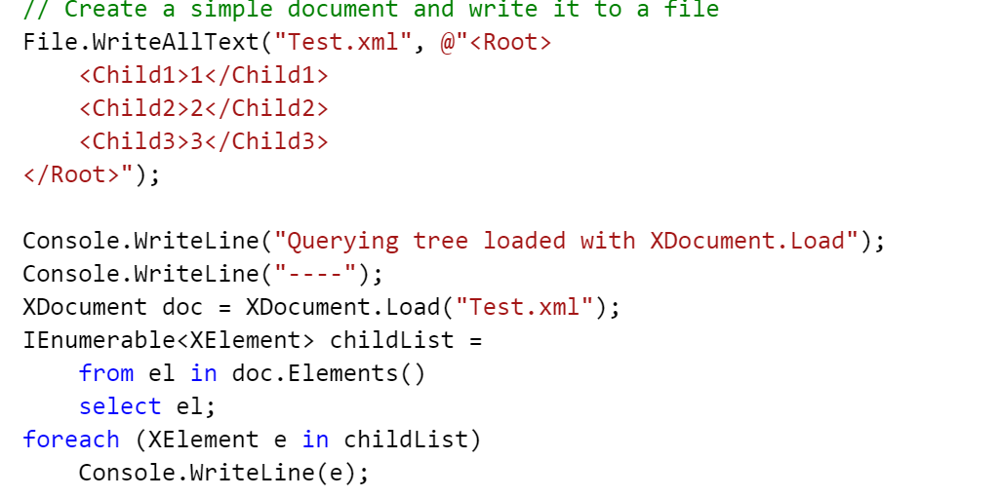 // Create a simple document and write it to a file
File.WriteAllText("Test.xml", @"<Root>
    <Child1>1</Child1>
    <Child2>2</Child2>
    <Child3>3</Child3>
</Root>");

Console.WriteLine("Querying tree loaded with XDocument.Load");
Console.WriteLine("----");
XDocument doc = XDocument.Load("Test.xml");
IEnumerable<XElement> childList =
    from el in doc.Elements()
    select el;
foreach (XElement e in childList)
    Console.WriteLine(e);